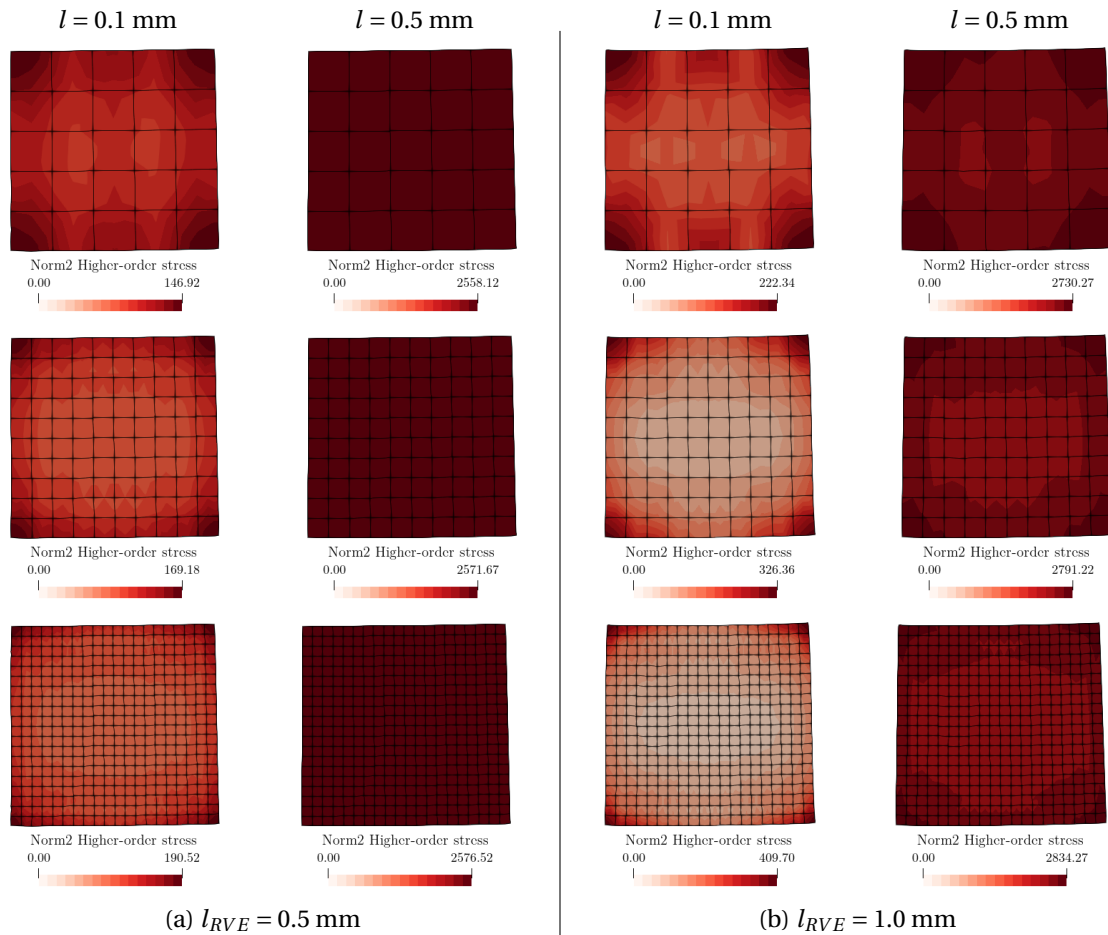 l = 0.1 mm l = 0.5 mm l = 0.1 mm l = 0.5 mm
Norm2 Higher-order stress Norm2 Higher-order stress Norm2 Higher-order stress Norm2 Higher-order stress
0.00 146.92 0.00 2558.12 0.00 222.34 0.00 2730.27
Norm2 Higher-order stress Norm2 Higher-order stress Norm2 Higher-order stress Norm2 Higher-order stress
0.00 169.18 0.00 2571.67 0.00 326.36 0.00 2791.22
Norm2 Higher-order stress Norm2 Higher-order stress Norm2 Higher-order stress Norm2 Higher-order stress
0.00 190.52 0.00 2576.52 0.00 409.70 0.00 2834.27
(a) l_RVE = 0.5 mm (b) l_RVE = 1.0 mm